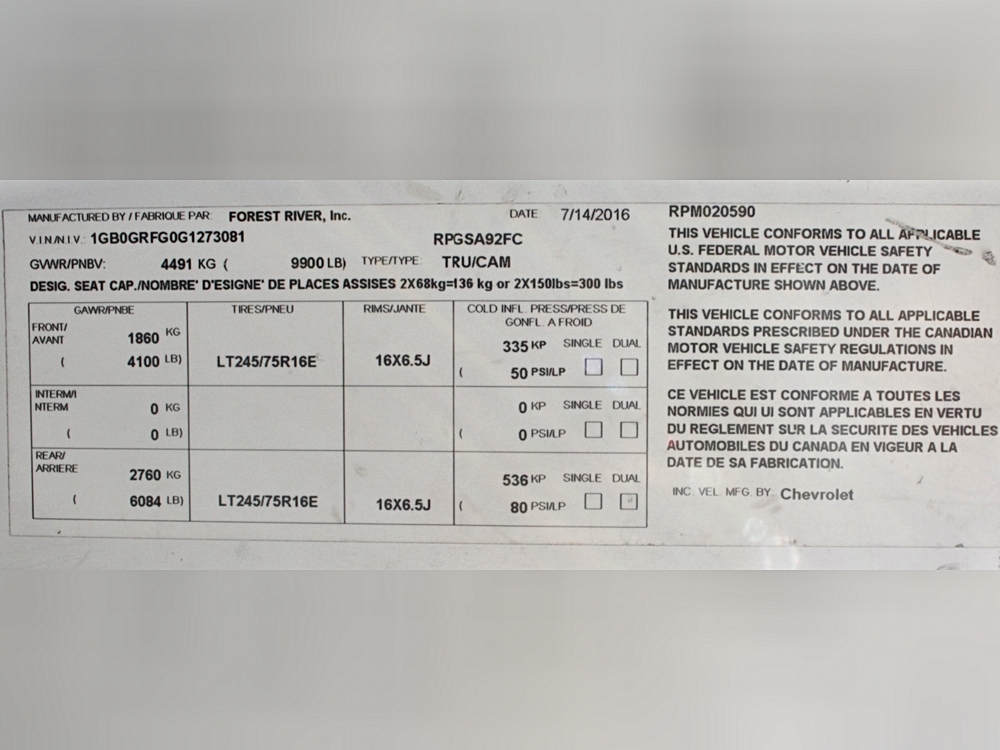 MANUFACTURED BY / FABRIQUE PAR: FOREST RIVER, Inc. DATE: 7/14/2016
V.I.N/N.I.V.: 1GB0GRFG0G1273081 RPGSA92FC
GVWR/PNBV: 4491 KG ( 9900 LB) TYPE/TYPE: TRU/CAM
DESIG. SEAT CAP./NOMBRE' D'ESIGNE' DE PLACES ASSISES 2X68kg=136 kg or 2X150lbs=300 lbs
GAWR/PNBE TIRES/PNEU RIMS/JANTE COLD INFL. PRESS/PRESS DE
GONFL. A FROID
FRONT/
AVANT 1860 KG 335 KP SINGLE DUAL
( 4100 LB) LT245/75R16E 16X6.5J ( 50 PSI/LP
INTERM/I
NTERM 0 KG 0 KP SINGLE DUAL
( 0 LB) ( 0 PSI/LP
REAR/
ARRIERE 2760 KG 536 KP SINGLE DUAL
( 6084 LB) LT245/75R16E 16X6.5J ( 80 PSI/LP
RPM020590
THIS VEHICLE CONFORMS TO ALL APPLICABLE
U.S. FEDERAL MOTOR VEHICLE SAFETY
STANDARDS IN EFFECT ON THE DATE OF
MANUFACTURE SHOWN ABOVE.
THIS VEHICLE CONFORMS TO ALL APPLICABLE
STANDARDS PRESCRIBED UNDER THE CANADIAN
MOTOR VEHICLE SAFETY REGULATIONS IN
EFFECT ON THE DATE OF MANUFACTURE.
CE VEHICLE EST CONFORME A TOUTES LES
NORMIES QUI UI SONT APPLICABLES EN VERTU
DU REGLEMENT SUR LA SECURITE DES VEHICLES
AUTOMOBILES DU CANADA EN VIGEUR A LA
DATE DE SA FABRICATION.
INC. VEL. MFG. BY: Chevrolet